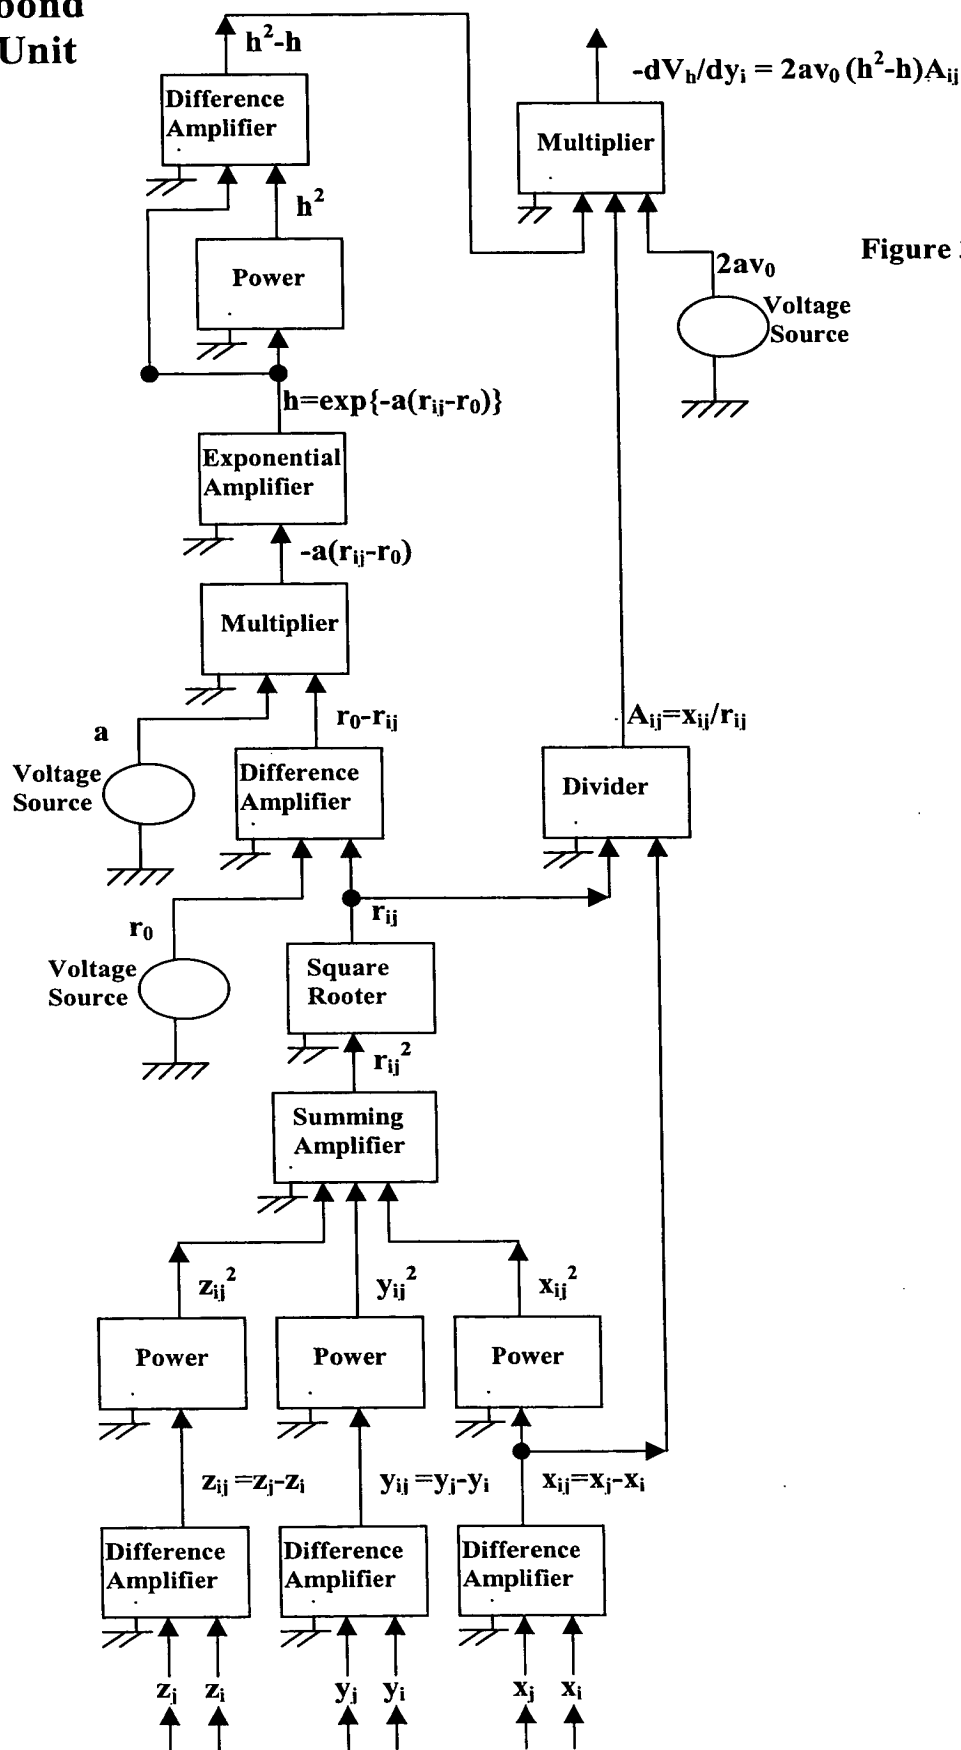 Unit
h²-h
-dVₕ/dyᵢ = 2av₀ (h²-h)Aᵢⱼ
Difference
Amplifier
Multiplier
h²
Figure
Power
2av₀
Voltage
Source
h=exp{-a(rᵢⱼ-r₀)}
Exponential
Amplifier
-a(rᵢⱼ-r₀)
Multiplier
r₀-rᵢⱼ
Aᵢⱼ=xᵢⱼ/rᵢⱼ
a
Voltage
Source
Difference
Amplifier
Divider
rᵢⱼ
r₀
Voltage
Source
Square
Rooter
rᵢⱼ²
Summing
Amplifier
zᵢⱼ²
yᵢⱼ²
xᵢⱼ²
Power
Power
Power
zᵢⱼ =zⱼ-zᵢ
yᵢⱼ =yⱼ-yᵢ
xᵢⱼ=xⱼ-xᵢ
Difference
Amplifier
Difference
Amplifier
Difference
Amplifier
zⱼ zᵢ
yⱼ yᵢ
xⱼ xᵢ